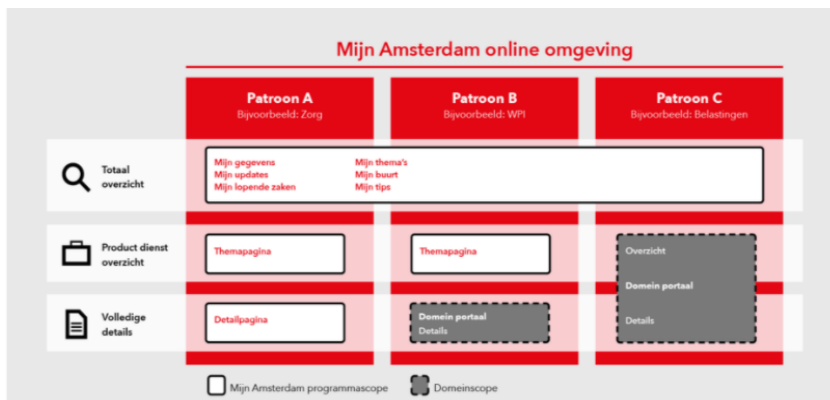 Mijn Amsterdam online omgeving
Patroon A
Bijvoorbeeld: Zorg
Patroon B
Bijvoorbeeld: WPI
Patroon C
Bijvoorbeeld: Belastingen
Totaal
overzicht
Mijn gegevens
Mijn updates
Mijn lopende zaken
Mijn thema's
Mijn buurt
Mijn tips
Product dienst
overzicht
Themapagina
Themapagina
Overzicht
Domein portaal
Details
Volledige
details
Detailpagina
Domein portaal
Details
Mijn Amsterdam programmascope
Domeinscope